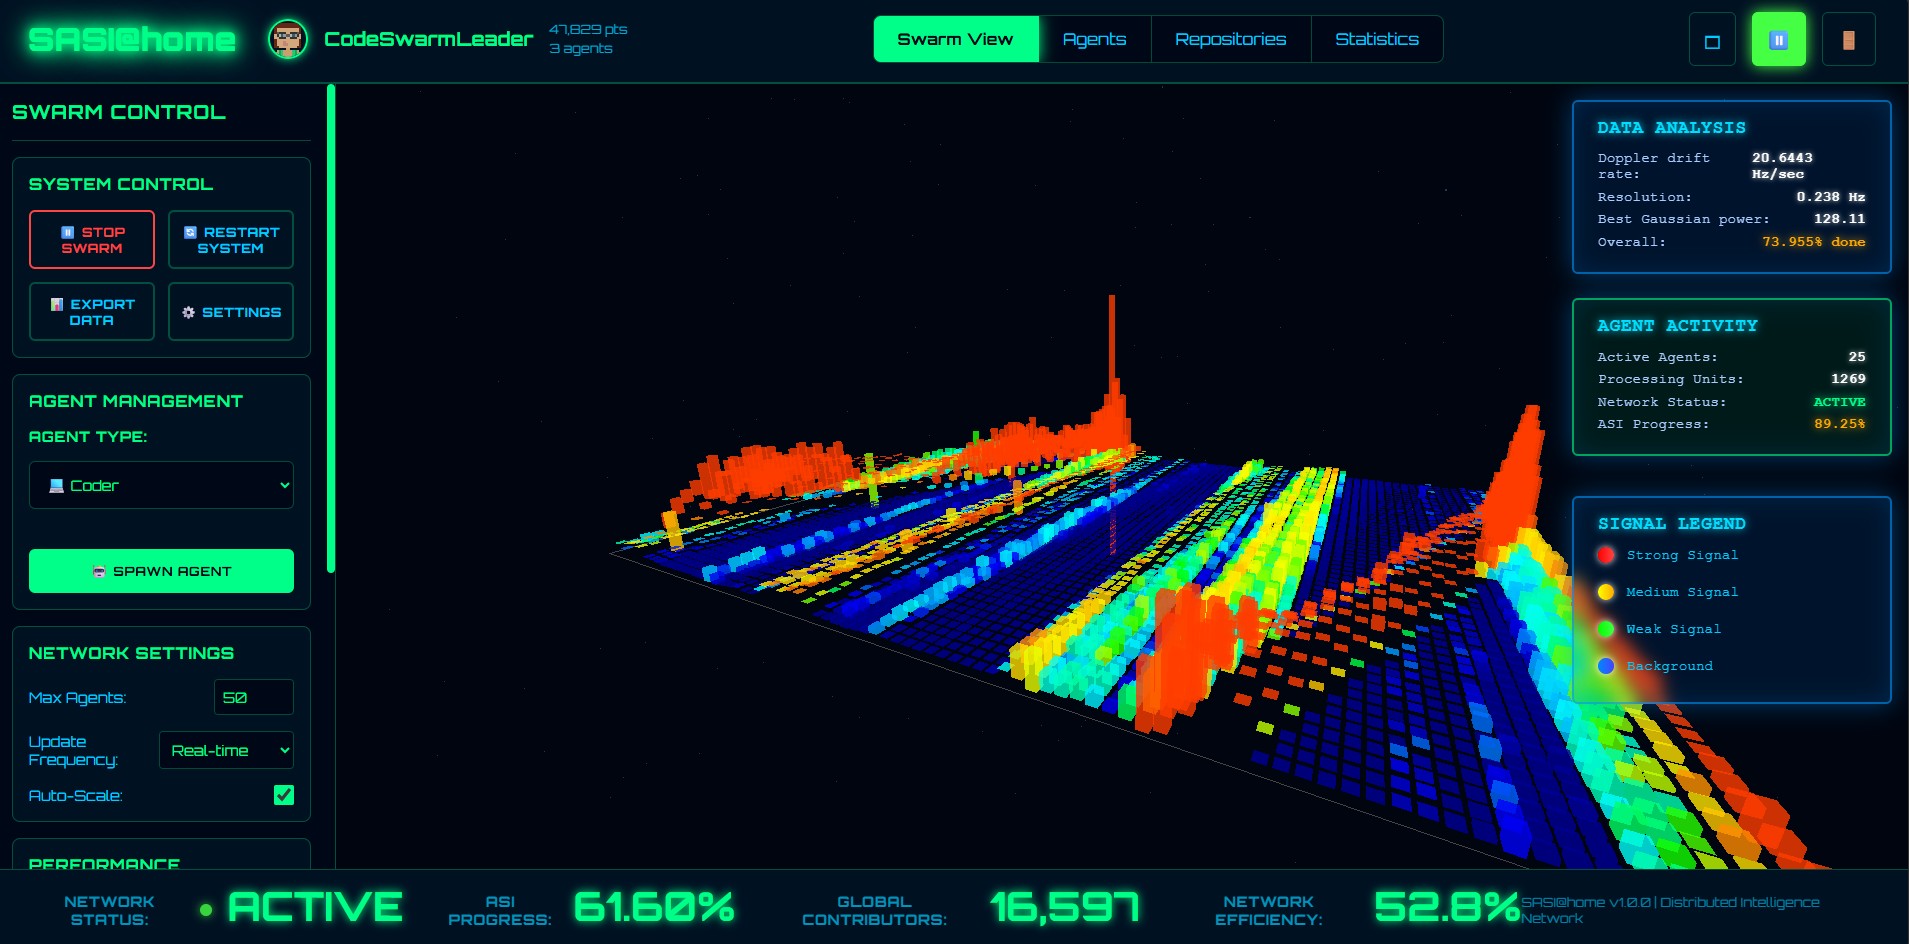 SASI@home
CodeSwarmLeader
47,829 pts
3 agents
Swarm View
Agents
Repositories
Statistics
SWARM CONTROL
SYSTEM CONTROL
STOP
SWARM
RESTART
SYSTEM
EXPORT
DATA
SETTINGS
AGENT MANAGEMENT
AGENT TYPE:
Coder
SPAWN AGENT
NETWORK SETTINGS
Max Agents:
50
Update
Frequency:
Real-time
Auto-Scale:
PERFORMANCE
DATA ANALYSIS
Doppler drift
rate:
20.6443
Hz/sec
Resolution: 0.238 Hz
Best Gaussian power: 128.11
Overall: 73.955% done
AGENT ACTIVITY
Active Agents: 25
Processing Units: 1269
Network Status: ACTIVE
ASI Progress: 89.25%
SIGNAL LEGEND
Strong Signal
Medium Signal
Weak Signal
Background
NETWORK
STATUS:
ACTIVE
ASI
PROGRESS:
61.60%
GLOBAL
CONTRIBUTORS:
16,597
NETWORK
EFFICIENCY:
52.8%
SASI@home v1.0.0 | Distributed Intelligence
Network